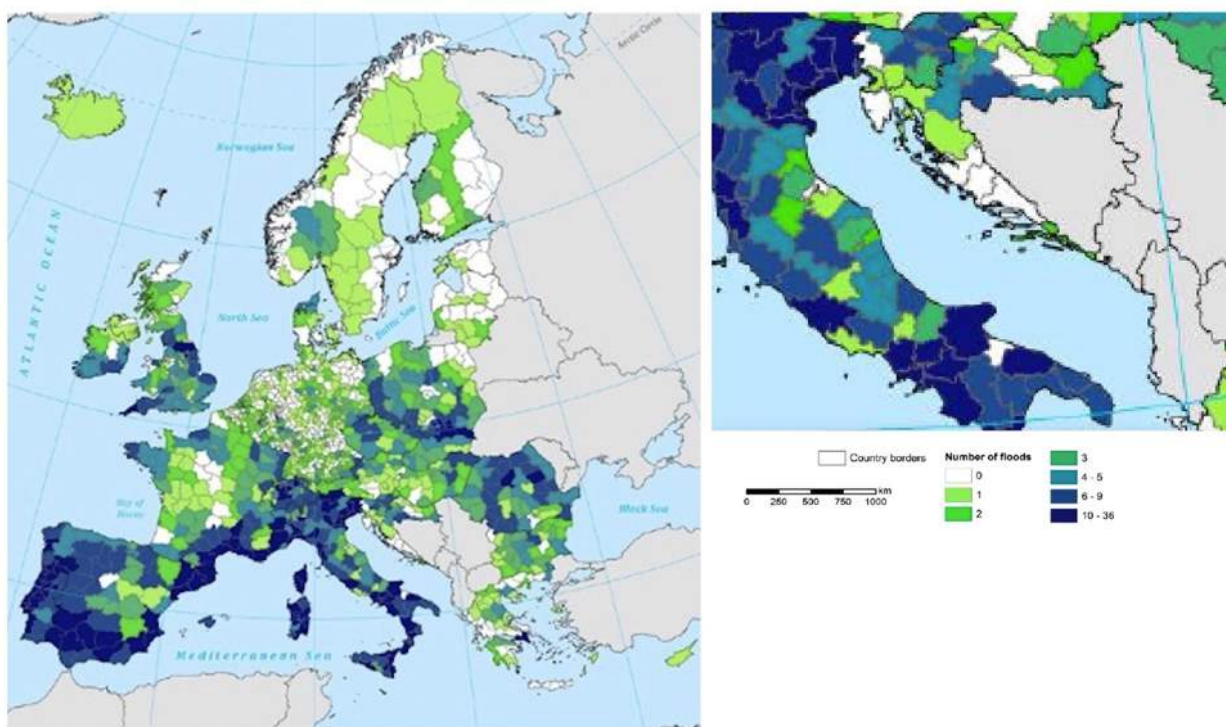 Arctic Circle
Norwegian Sea
ATLANTIC OCEAN
North Sea
Baltic Sea
Bay of
Biscay
Black Sea
Mediterranean Sea
Country borders
0 250 500 750 1000
km
Number of floods
0
1
2
3
4 - 5
6 - 9
10 - 36